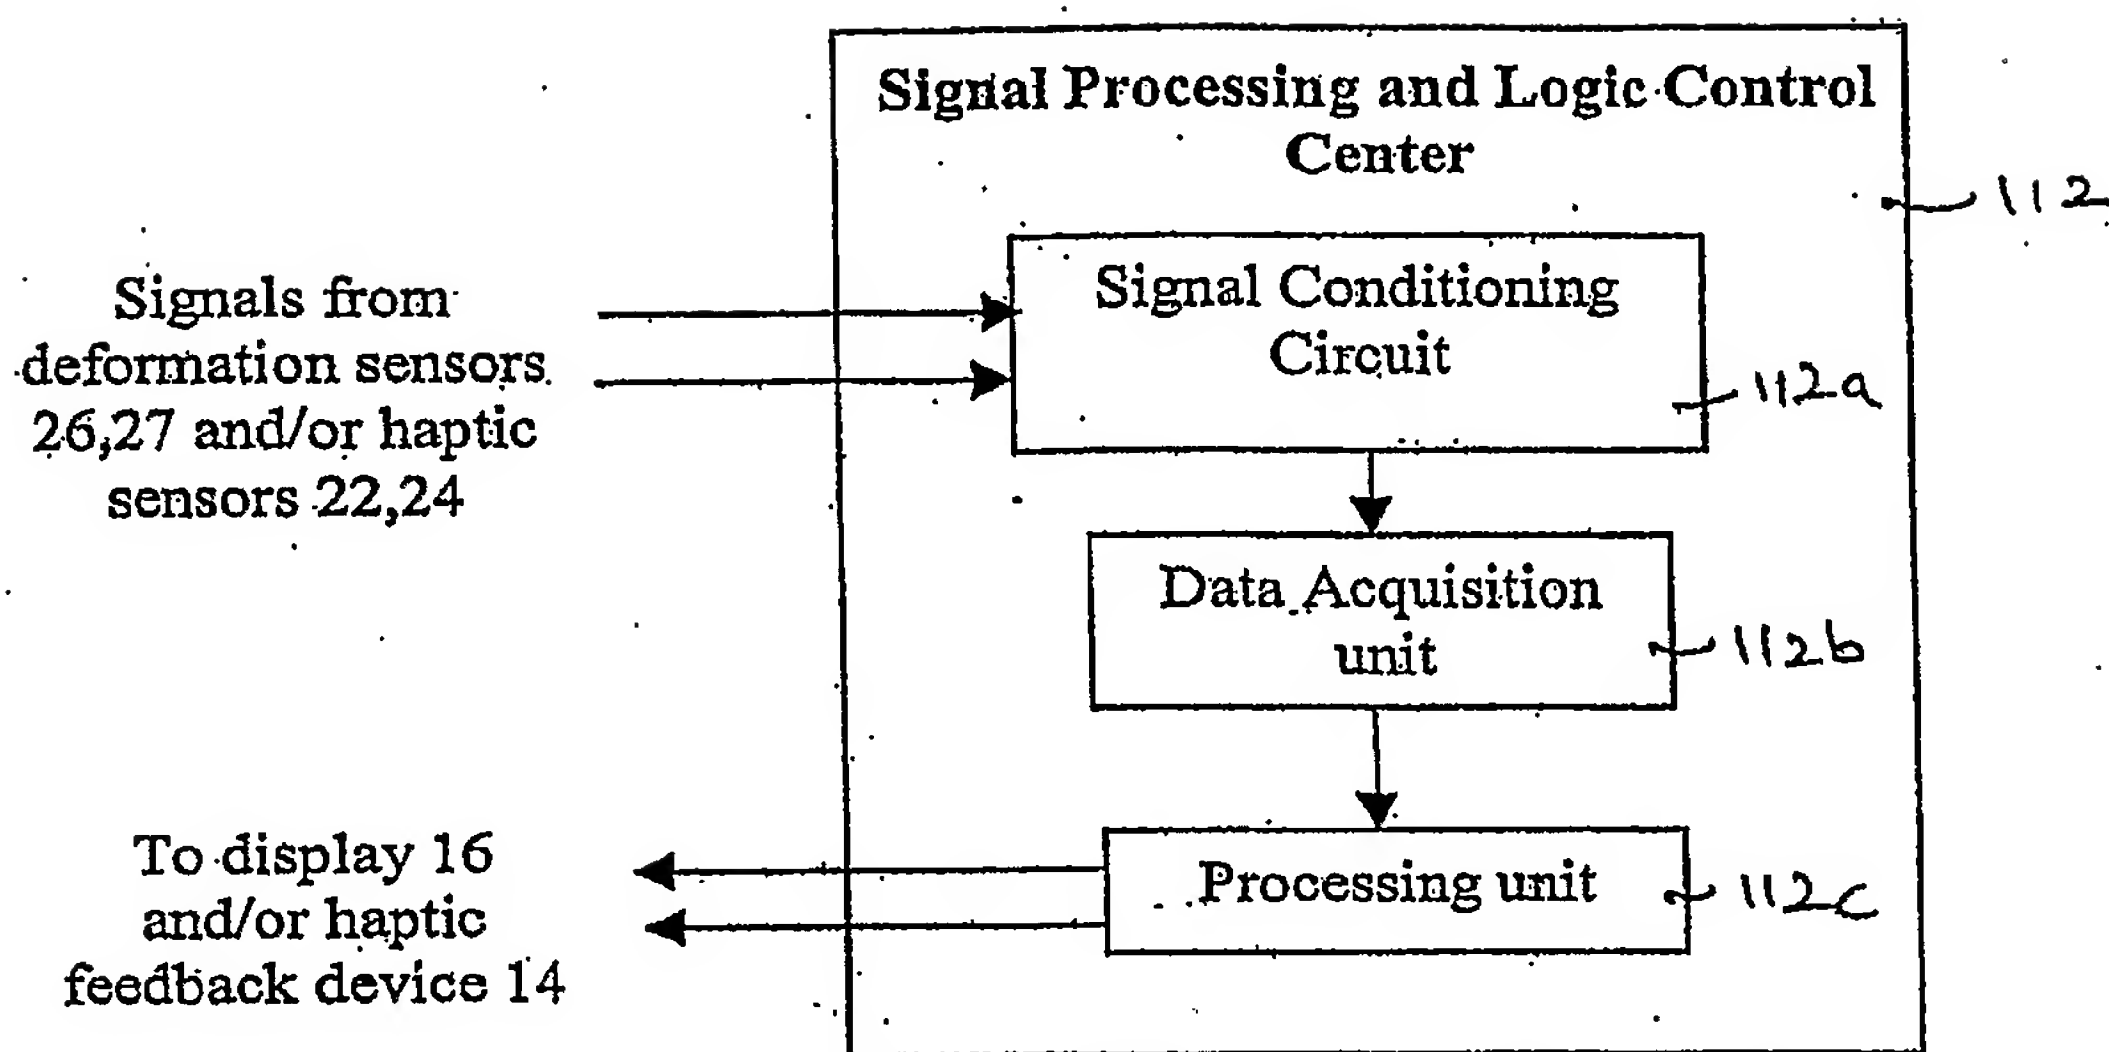 Signal Processing and Logic Control
Center
112
Signals from
deformation sensors
26,27 and/or haptic
sensors 22,24
Signal Conditioning
Circuit
112a
Data Acquisition
unit
112b
To display 16
and/or haptic
feedback device 14
Processing unit
112c